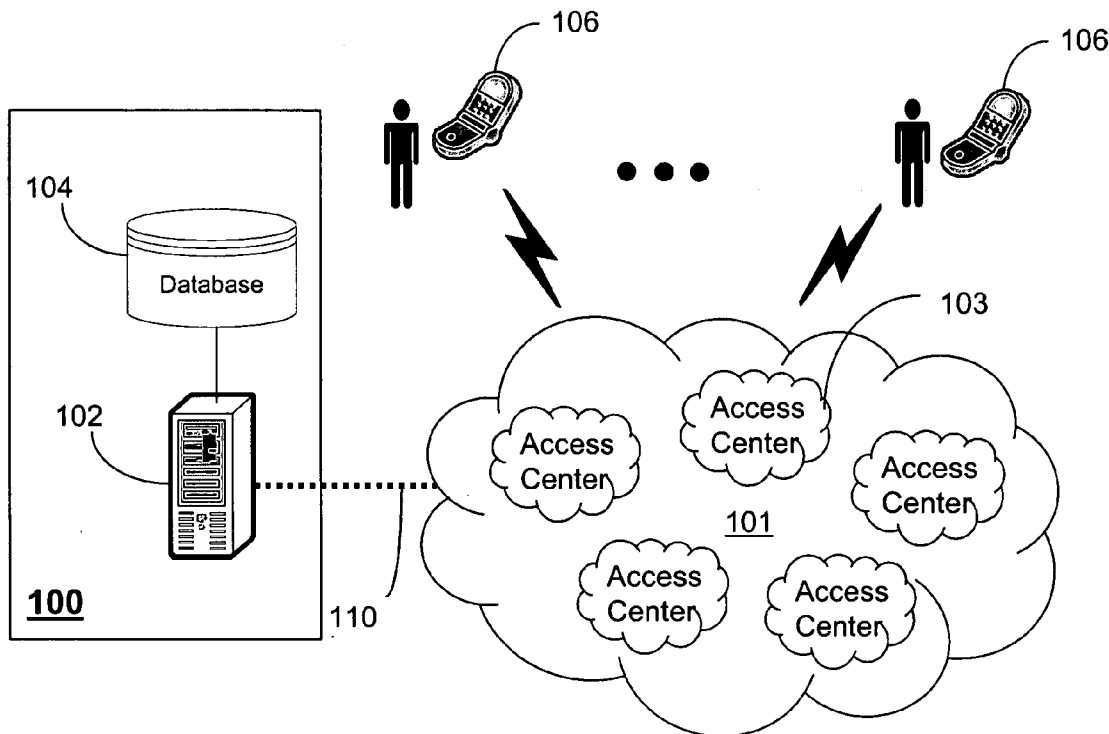 106
106
104
Database
103
Access
Center
Access
Center
Access
Center
102
101
Access
Center
Access
Center
100
110